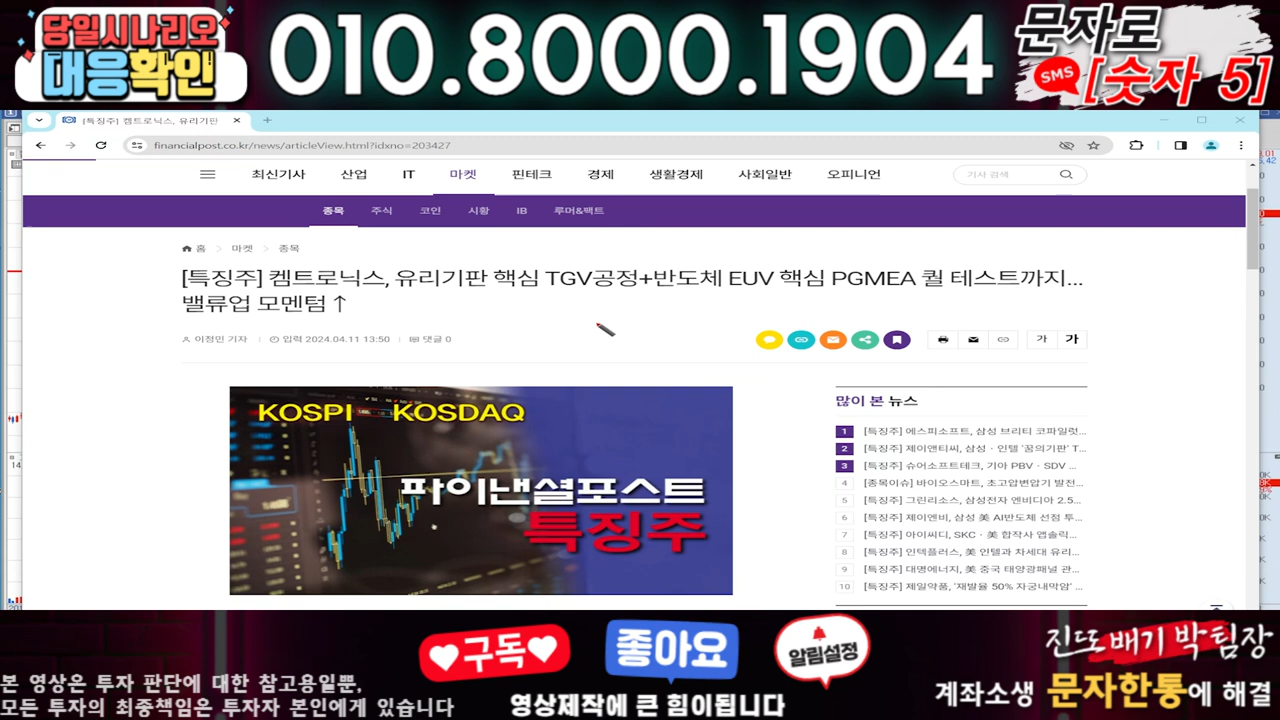 당일시나리오
대응확인
010.8000.1904
문자로
SMS
[숫자 5]
[특징주] 켐트로닉스, 유리기판
financialpost.co.kr/news/articleView.html?idxno=203427
최신기사 산업 IT 마켓 핀테크 경제 생활경제 사회일반 오피니언
기사 검색
종목 주식 코인 시황 IB 루머&팩트
홈 > 마켓 > 종목
[특징주] 켐트로닉스, 유리기판 핵심 TGV공정+반도체 EUV 핵심 PGMEA 퀄 테스트까지...
밸류업 모멘텀↑
이정민 기자 입력 2024.04.11 13:50 댓글 0
가 가
KOSPI KOSDAQ
파이낸셜포스트
특징주
많이 본 뉴스
1 [특징주] 에스피소프트, 삼성 브리티 코파일럿...
2 [특징주] 제이앤티씨, 삼성 · 인텔 '꿈의기판' T...
3 [특징주] 슈어소프트테크, 기아 PBV · SDV ...
4 [종목이슈] 바이오스마트, 초고압변압기 발전...
5 [특징주] 그린리소스, 삼성전자 엔비디아 2.5...
6 [특징주] 제이엔비, 삼성 美 AI반도체 선점 투...
7 [특징주] 아이씨디, SKC · 美 합작사 앱솔릭...
8 [특징주] 인텍플러스, 美 인텔과 차세대 유리...
9 [특징주] 대명에너지, 美 중국 태양광패널 관...
10 [특징주] 제일약품, '재발율 50% 자궁내막암' ...
구독
좋아요
알림설정
진또배기 박팀장
본 영상은 투자 판단에 대한 참고용일뿐,
모든 투자의 최종책임은 투자자 본인에게 있습니다
영상제작에 큰 힘이됩니다
계좌소생 문자한통에 해결